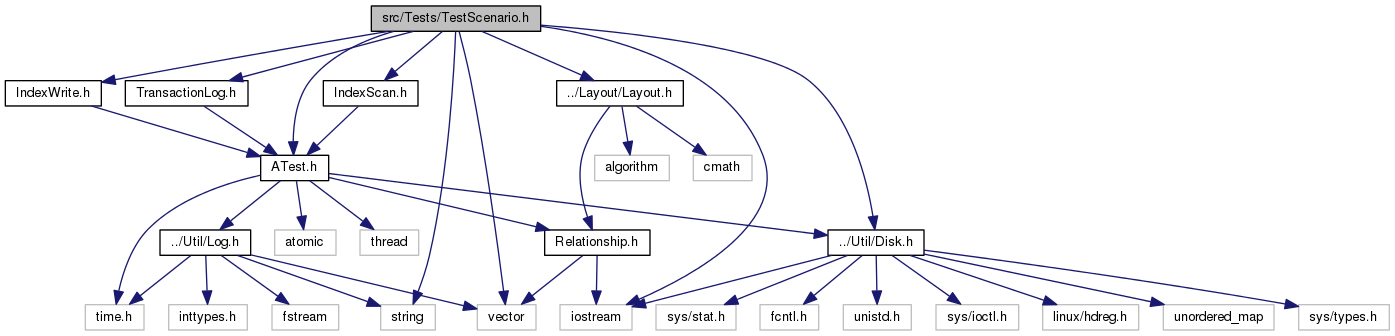 src/Tests/TestScenario.h
IndexWrite.h
TransactionLog.h
IndexScan.h
../Layout/Layout.h
ATest.h
algorithm
cmath
../Util/Log.h
atomic
thread
Relationship.h
../Util/Disk.h
time.h
inttypes.h
fstream
string
vector
iostream
sys/stat.h
fcntl.h
unistd.h
sys/ioctl.h
linux/hdreg.h
unordered_map
sys/types.h